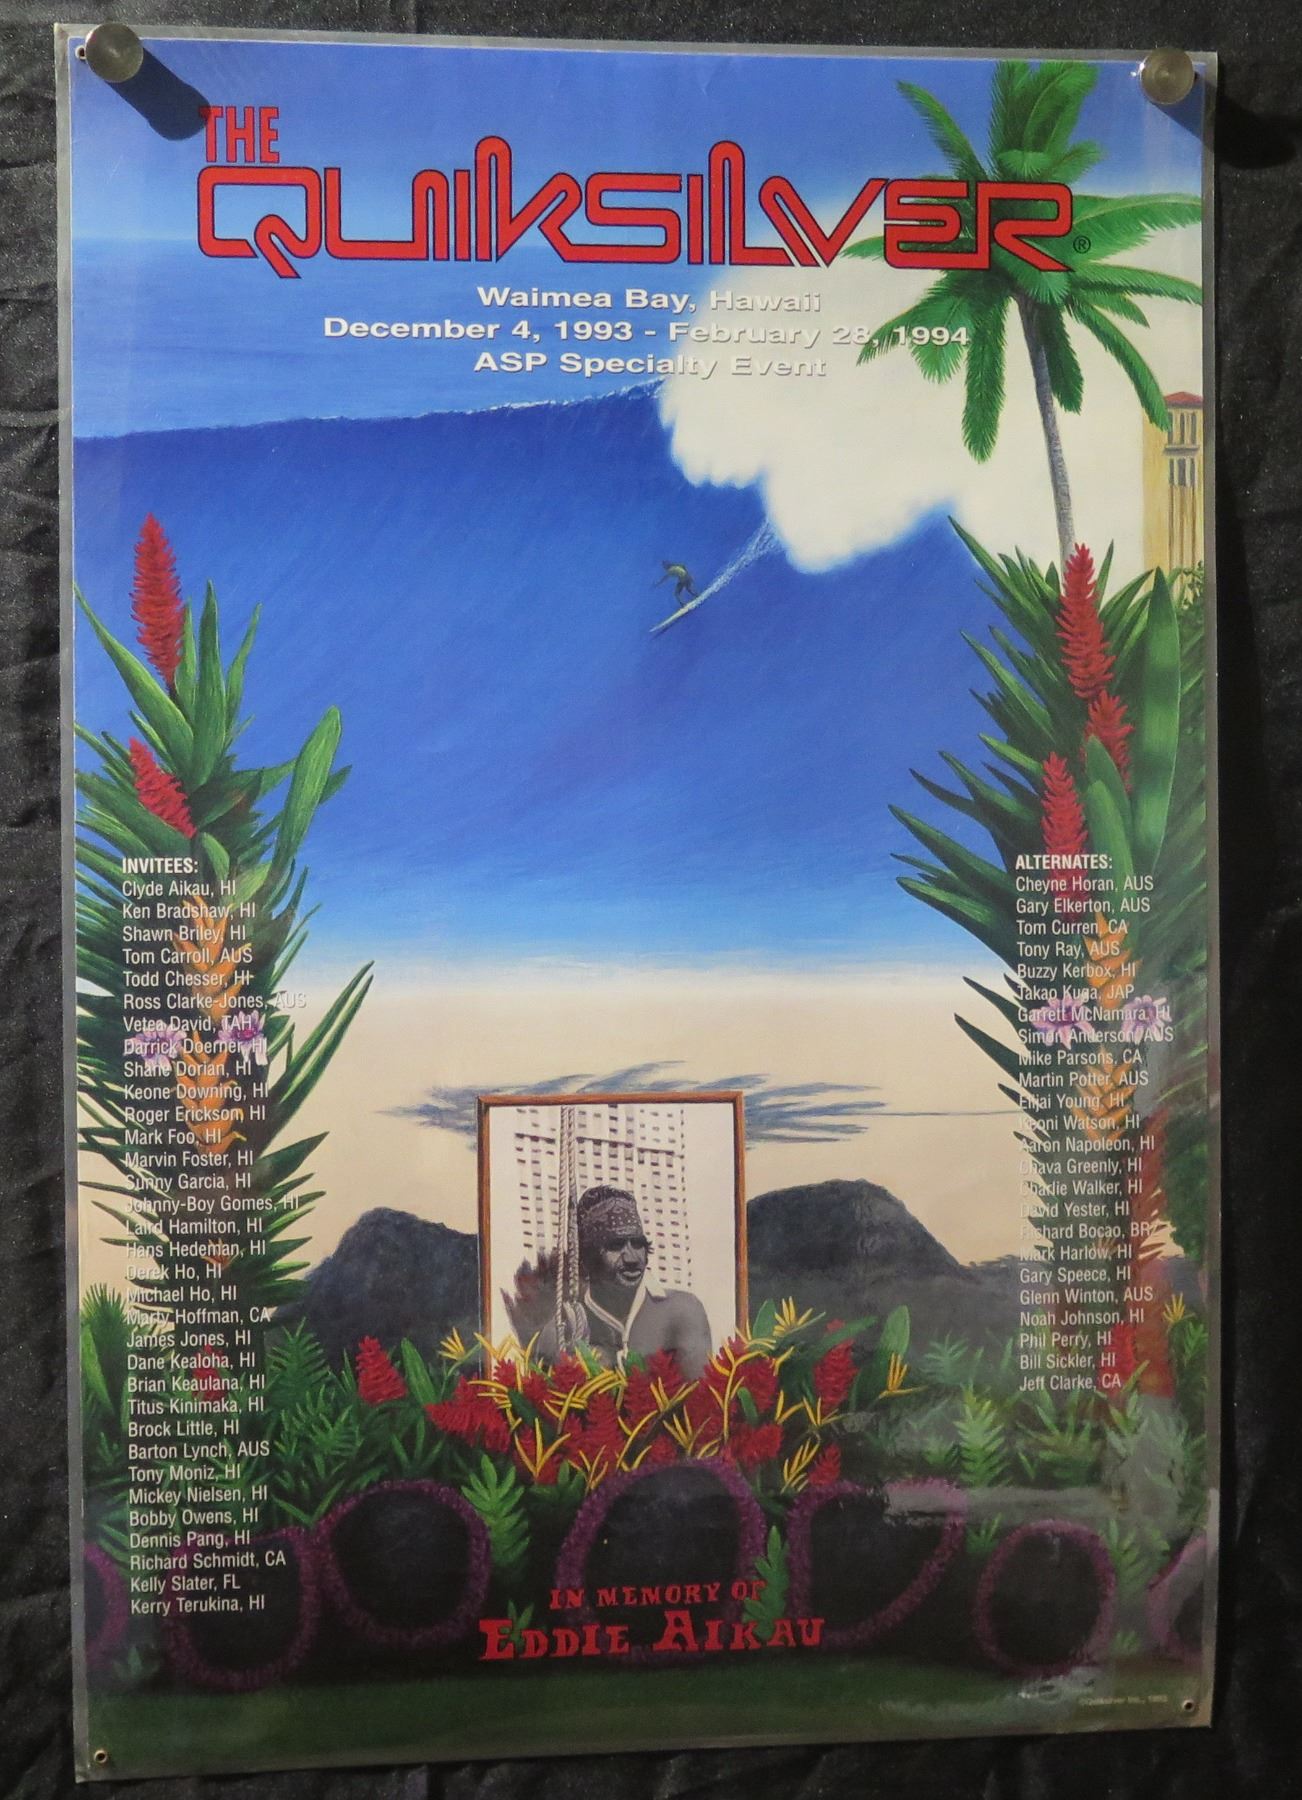 THE
QUIKSILVER®
Waimea Bay, Hawaii
December 4, 1993 - February 28, 1994
ASP Specialty Event
INVITEES:
Clyde Aikau, HI
Ken Bradshaw, HI
Shawn Briley, HI
Tom Carroll, AUS
Todd Chesser, HI
Ross Clarke-Jones, AUS
Vetea David, TAH
Darrick Doerner HI
Shane Dorian, HI
Keone Downing, HI
Roger Erickson, HI
Mark Foo, HI
Marvin Foster, HI
Sunny Garcia, HI
Johnny-Boy Gomes, HI
Laird Hamilton, HI
Hans Hedeman, HI
Derek Ho, HI
Michael Ho, HI
Marty Hoffman, CA
James Jones, HI
Dane Kealoha, HI
Brian Keaulana, HI
Titus Kinimaka, HI
Brock Little, HI
Barton Lynch, AUS
Tony Moniz, HI
Mickey Nielsen, HI
Bobby Owens, HI
Dennis Pang, HI
Richard Schmidt, CA
Kelly Slater, FL
Kerry Terukina, HI
ALTERNATES:
Cheyne Horan, AUS
Gary Elkerton, AUS
Tom Curren, CA
Tony Ray, AUS
Buzzy Kerbox, HI
Takao Kuga, JAP
Garrett McNamara, HI
Simon Anderson, AUS
Mike Parsons, CA
Martin Potter, AUS
Elijai Young, HI
Keoni Watson, HI
Aaron Napoleon, HI
Chava Greenly, HI
Charlie Walker, HI
David Yester, HI
Richard Bocao, BRZ
Mark Harlow, HI
Gary Speece, HI
Glenn Winton, AUS
Noah Johnson, HI
Phil Perry, HI
Bill Sickler, HI
Jeff Clarke, CA
IN MEMORY OF
EDDIE AIKAU
©Quiksilver Inc., 1993